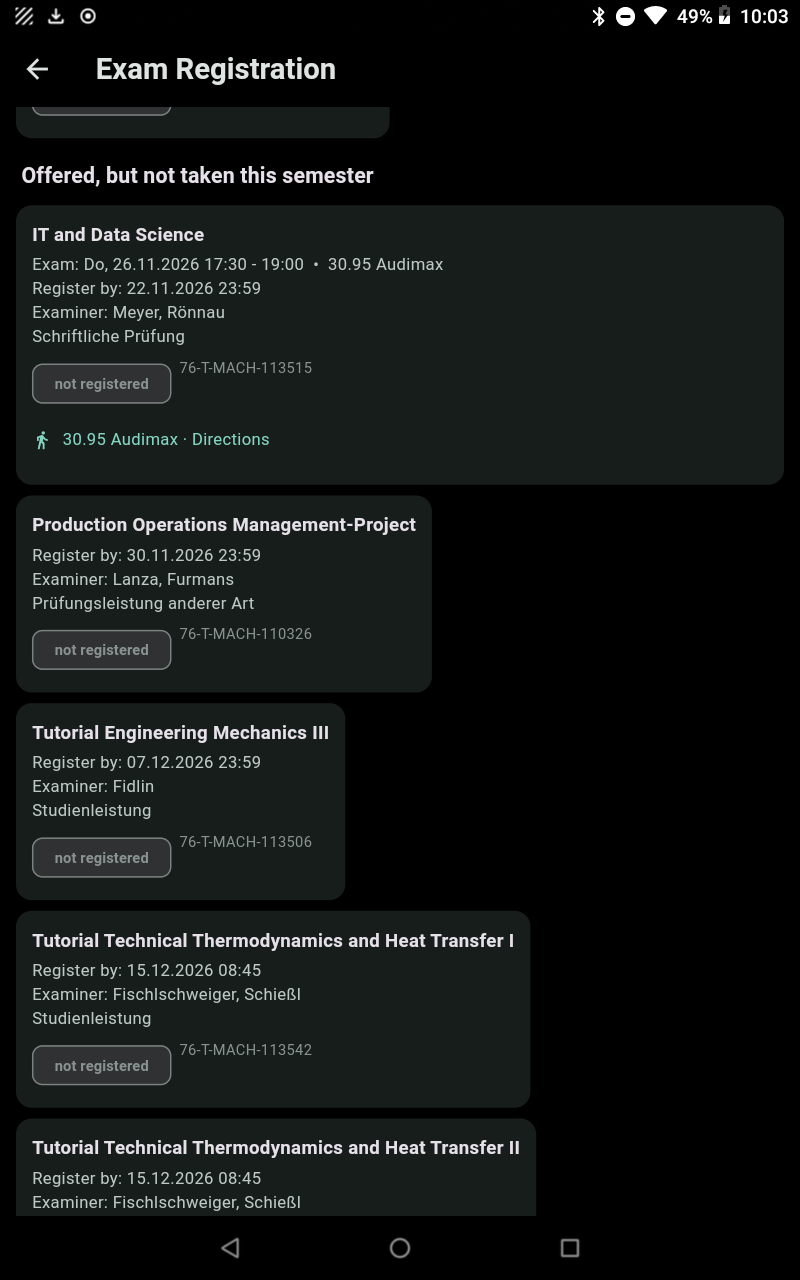 49% 10:03
Exam Registration
Offered, but not taken this semester
IT and Data Science
Exam: Do, 26.11.2026 17:30 - 19:00 • 30.95 Audimax
Register by: 22.11.2026 23:59
Examiner: Meyer, Rönnau
Schriftliche Prüfung
not registered 76-T-MACH-113515
30.95 Audimax · Directions
Production Operations Management-Project
Register by: 30.11.2026 23:59
Examiner: Lanza, Furmans
Prüfungsleistung anderer Art
not registered 76-T-MACH-110326
Tutorial Engineering Mechanics III
Register by: 07.12.2026 23:59
Examiner: Fidlin
Studienleistung
not registered 76-T-MACH-113506
Tutorial Technical Thermodynamics and Heat Transfer I
Register by: 15.12.2026 08:45
Examiner: Fischlschweiger, Schießl
Studienleistung
not registered 76-T-MACH-113542
Tutorial Technical Thermodynamics and Heat Transfer II
Register by: 15.12.2026 08:45
Examiner: Fischlschweiger, Schießl